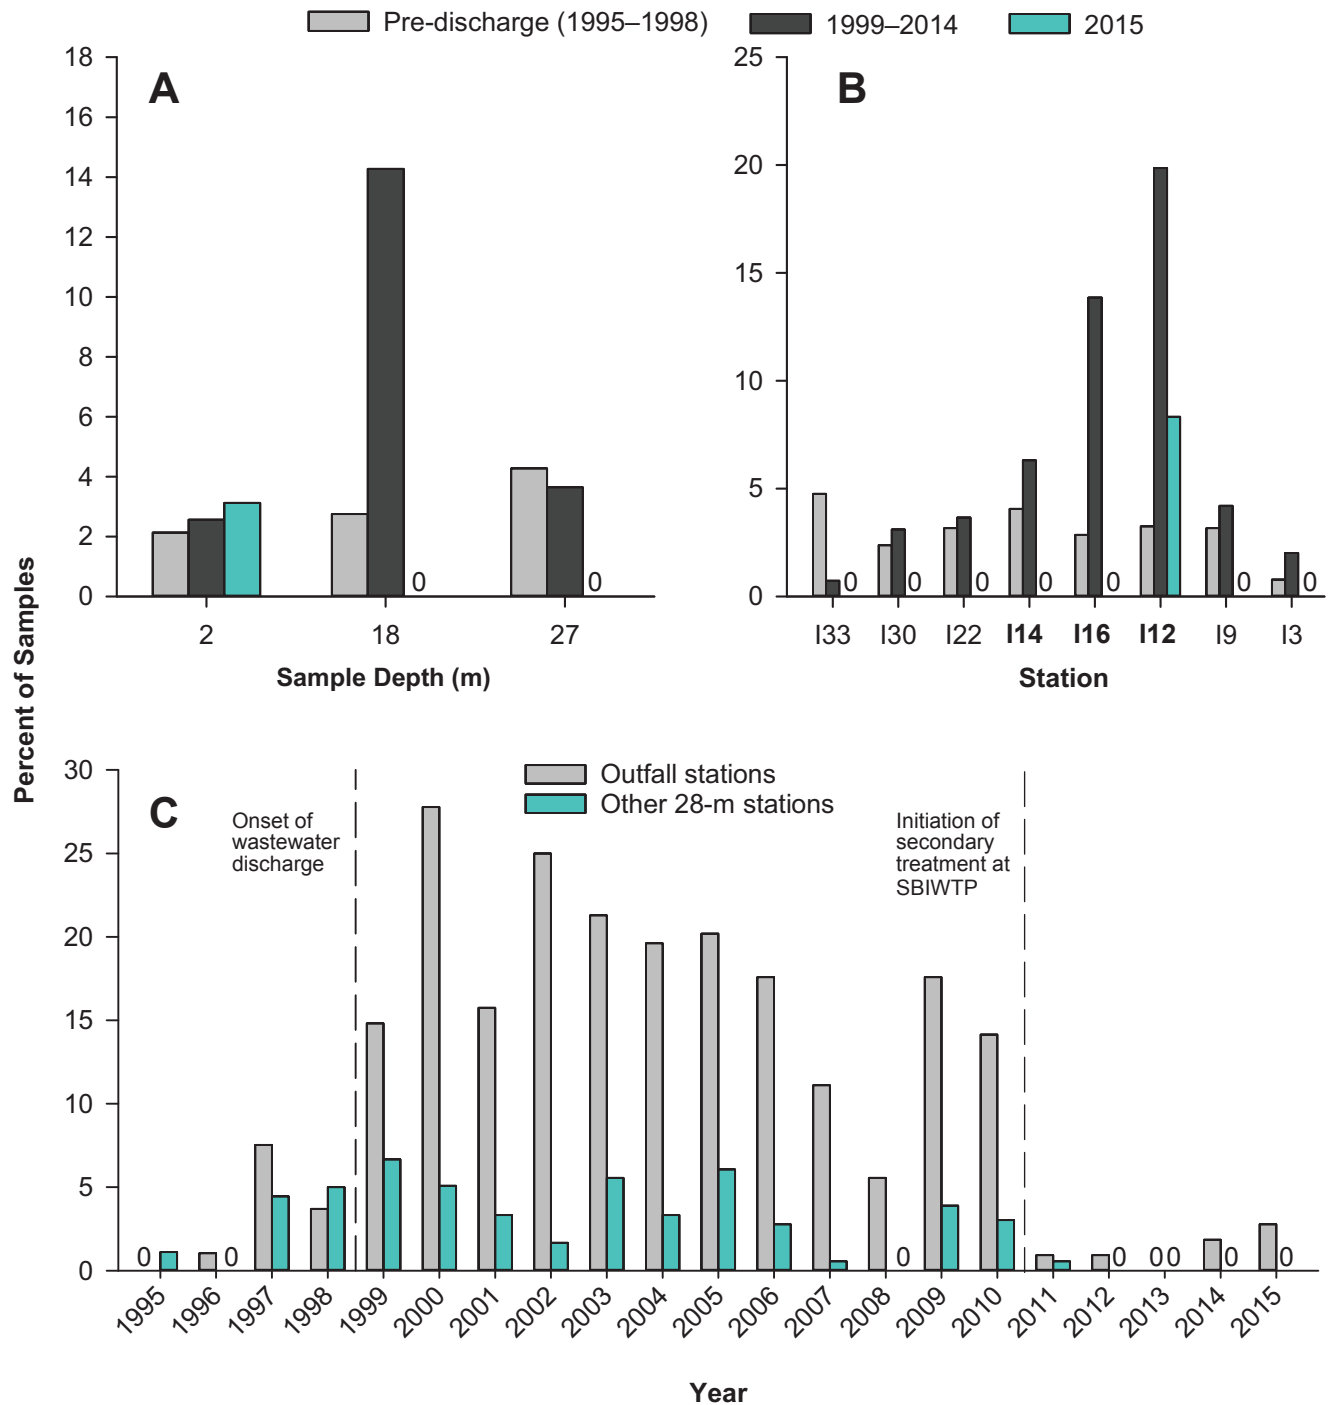 Pre-discharge (1995–1998) 1999–2014 2015
A
18
16
14
12
10
8
6
4
2
0
0 0
2 18 27
Sample Depth (m)
B
25
20
15
10
5
0
0 0 0 0 0 0 0
I33 I30 I22 I14 I16 I12 I9 I3
Station
Percent of Samples
C
Outfall stations
Other 28-m stations
Onset of
wastewater
discharge
Initiation of
secondary
treatment at
SBIWTP
30
25
20
15
10
5
0
0 0 0 0 0 0 0 0
1995 1996 1997 1998 1999 2000 2001 2002 2003 2004 2005 2006 2007 2008 2009 2010 2011 2012 2013 2014 2015
Year